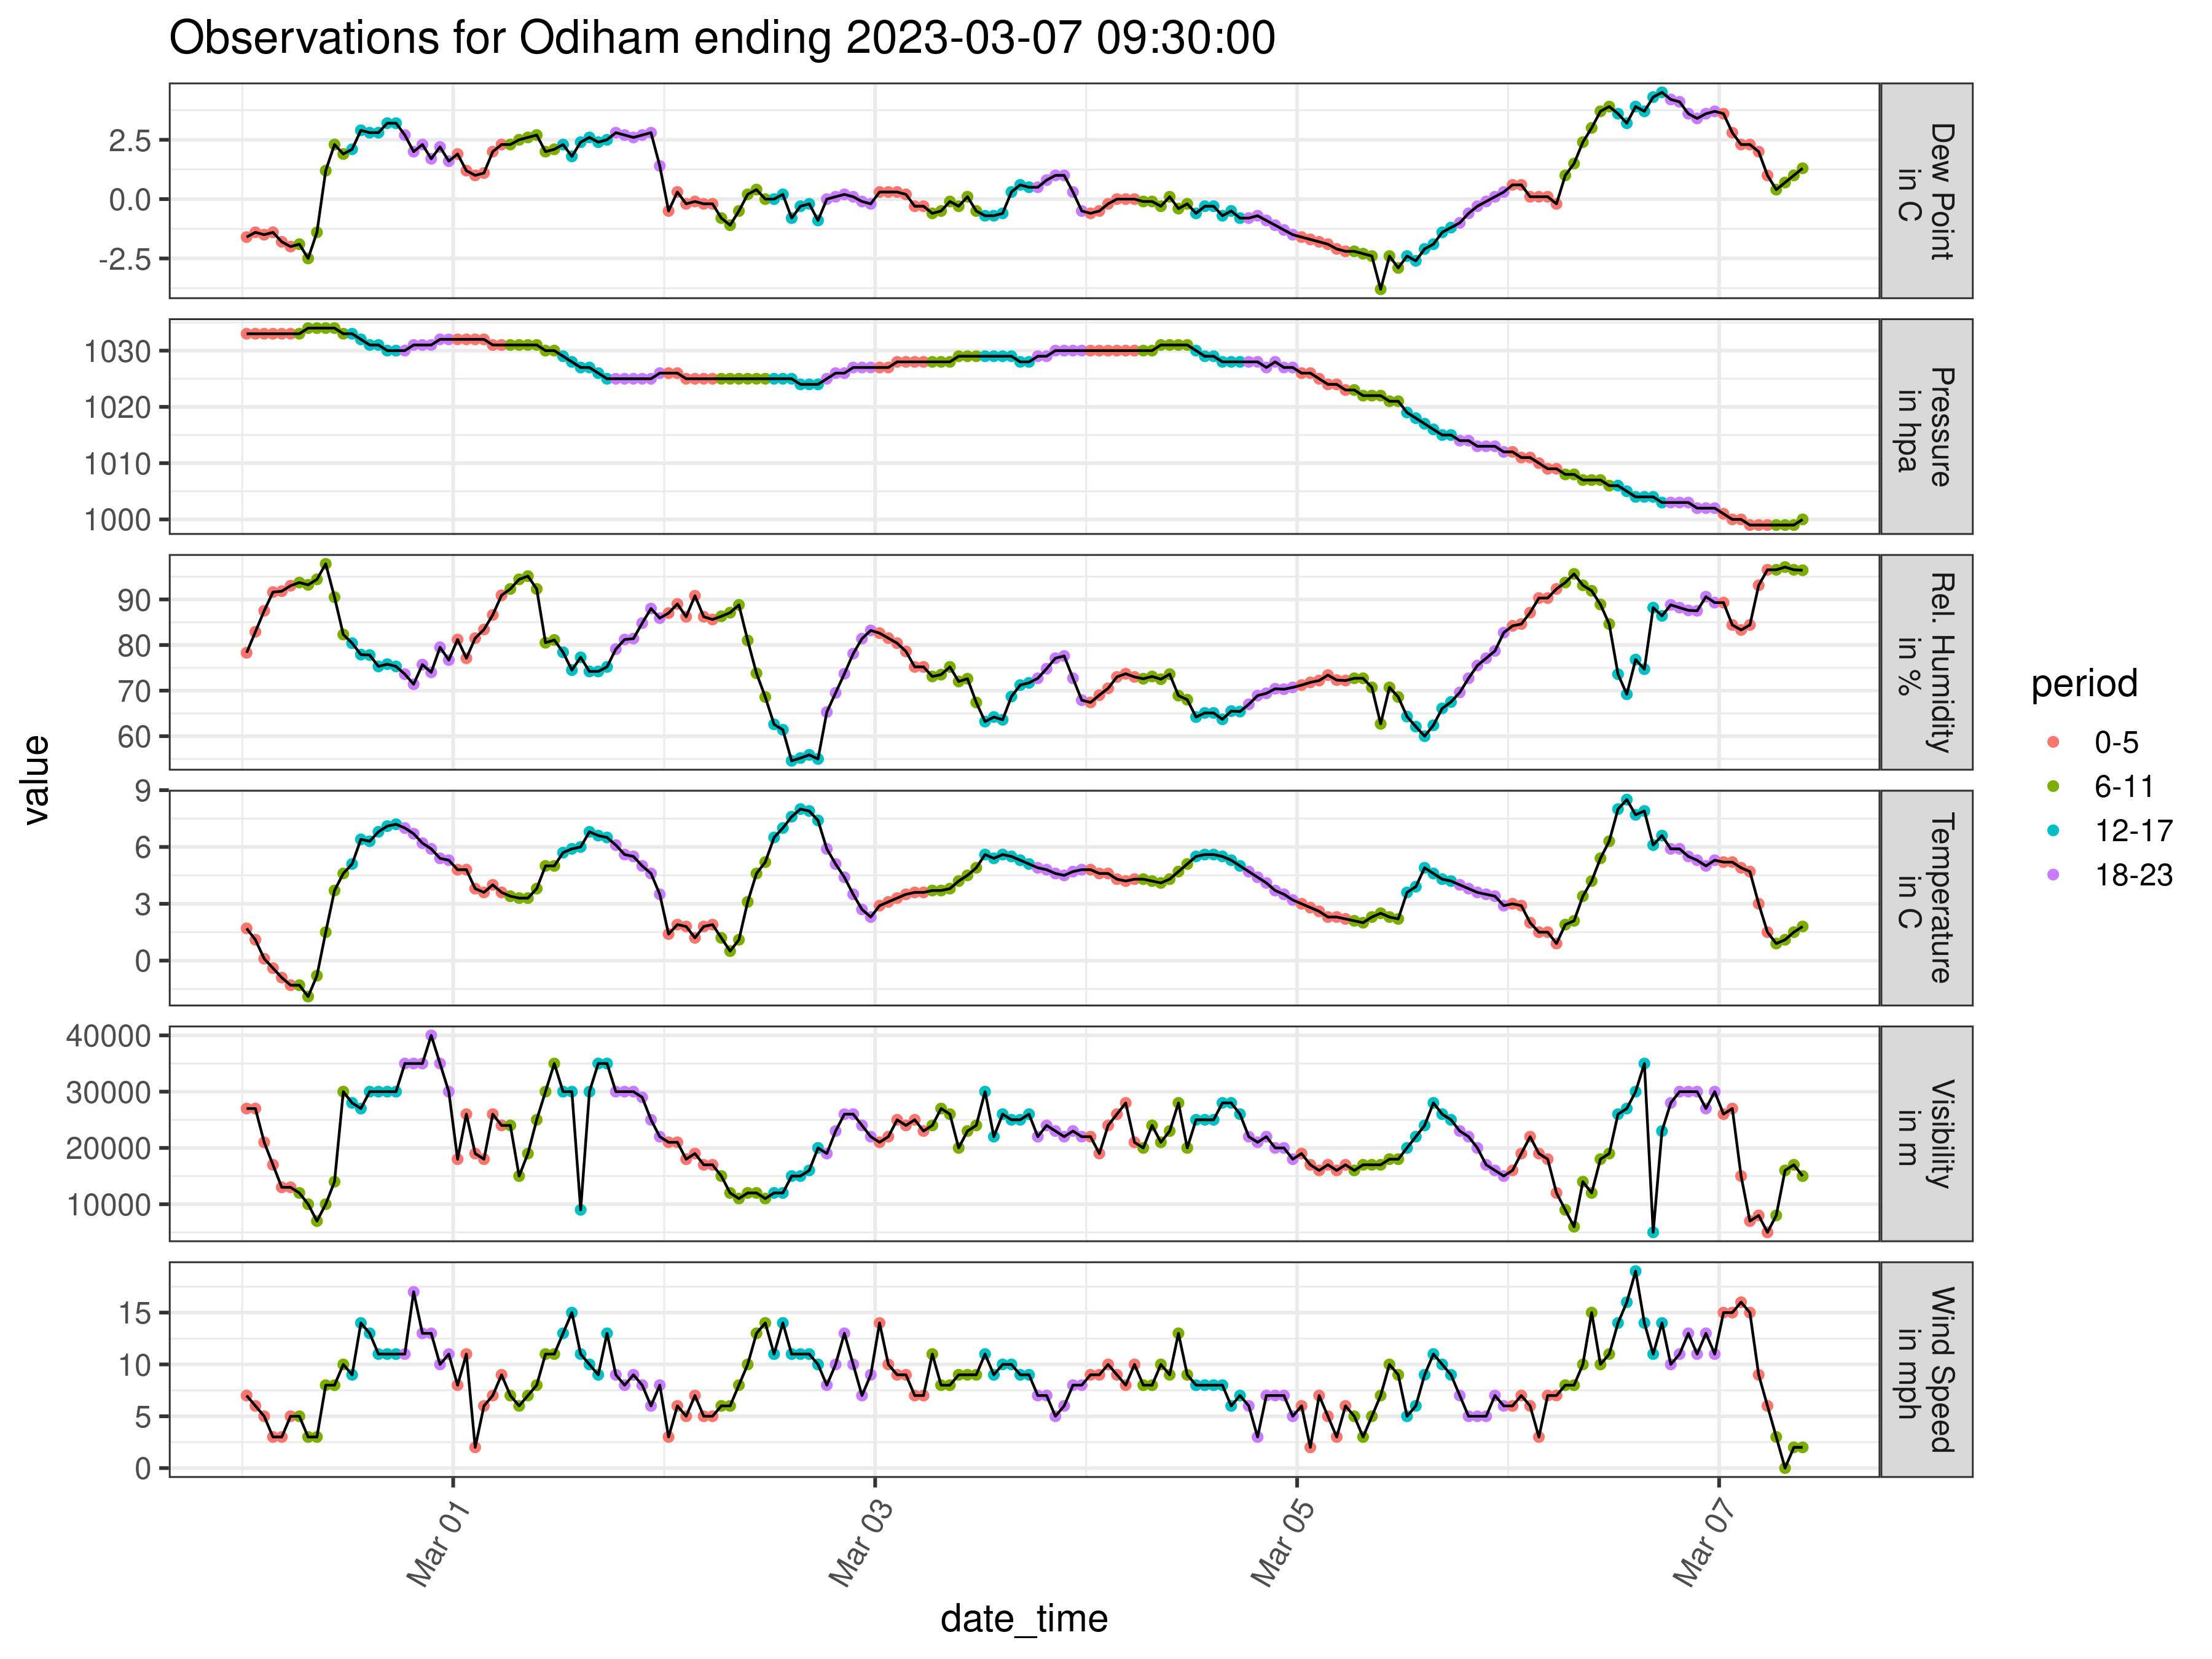 Observations for Odiham ending 2023-03-07 09:30:00
value
2.5
0.0
-2.5
Dew Point
in C
1030
1020
1010
1000
Pressure
in hpa
90
80
70
60
Rel. Humidity
in %
9
6
3
0
Temperature
in C
40000
30000
20000
10000
Visibility
in m
15
10
5
0
Wind Speed
in mph
Mar 01
Mar 03
Mar 05
Mar 07
date_time
period
0-5
6-11
12-17
18-23